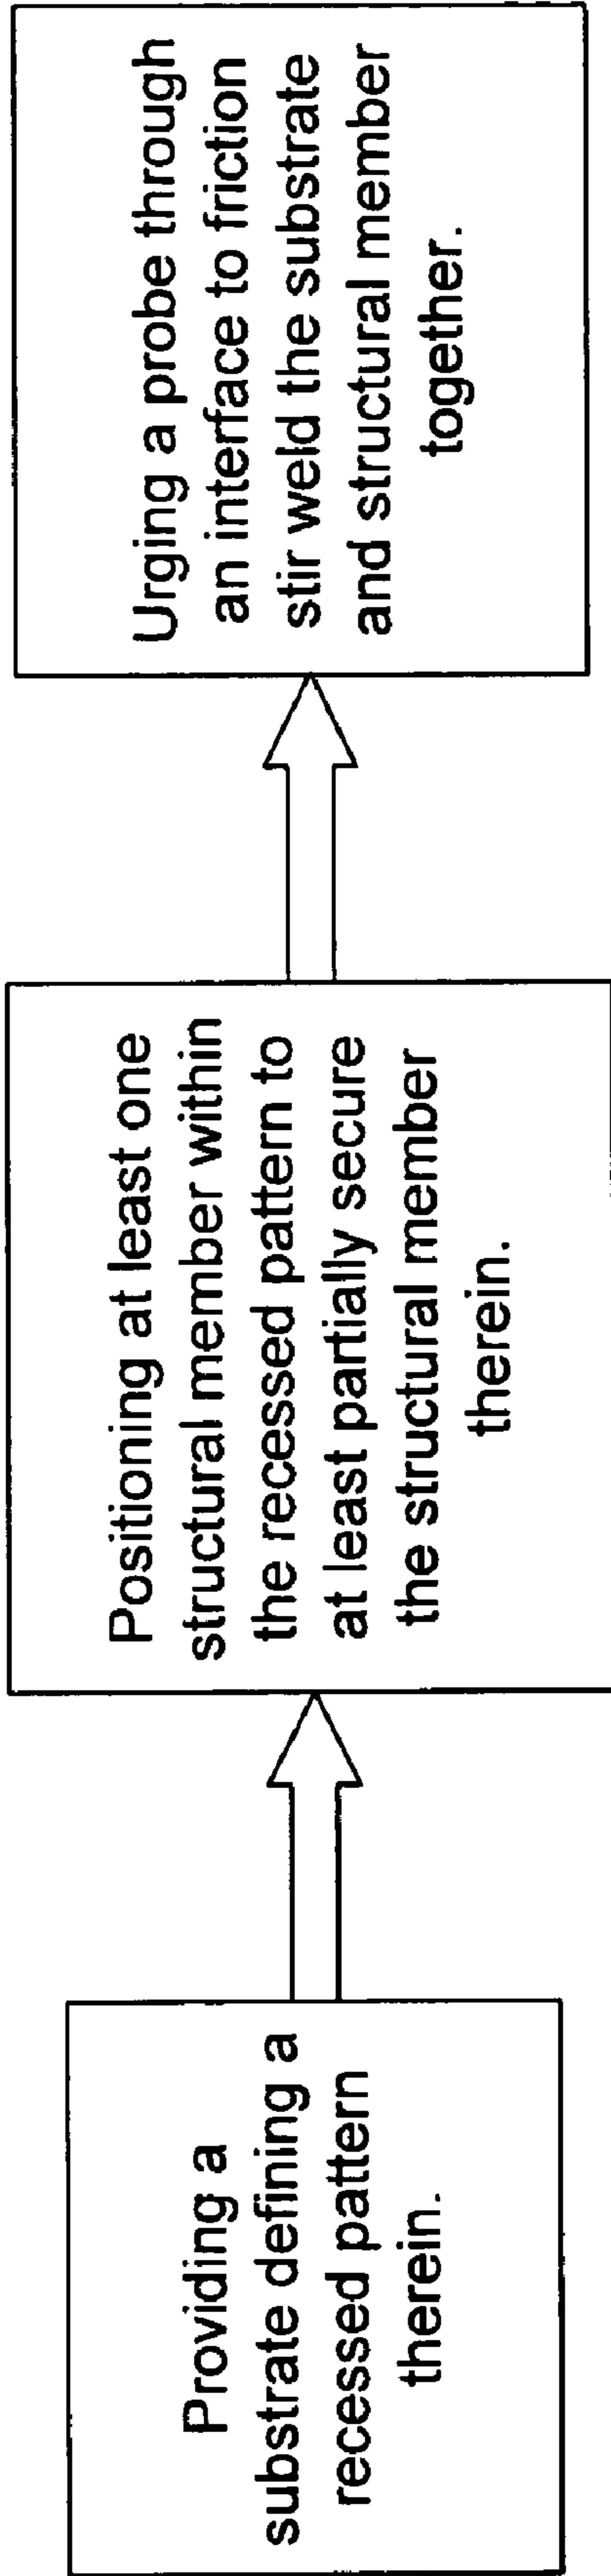 Providing a
substrate defining a
recessed pattern
therein.
Positioning at least one
structural member within
the recessed pattern to
at least partially secure
the structural member
therein.
Urging a probe through
an interface to friction
stir weld the substrate
and structural member
together.